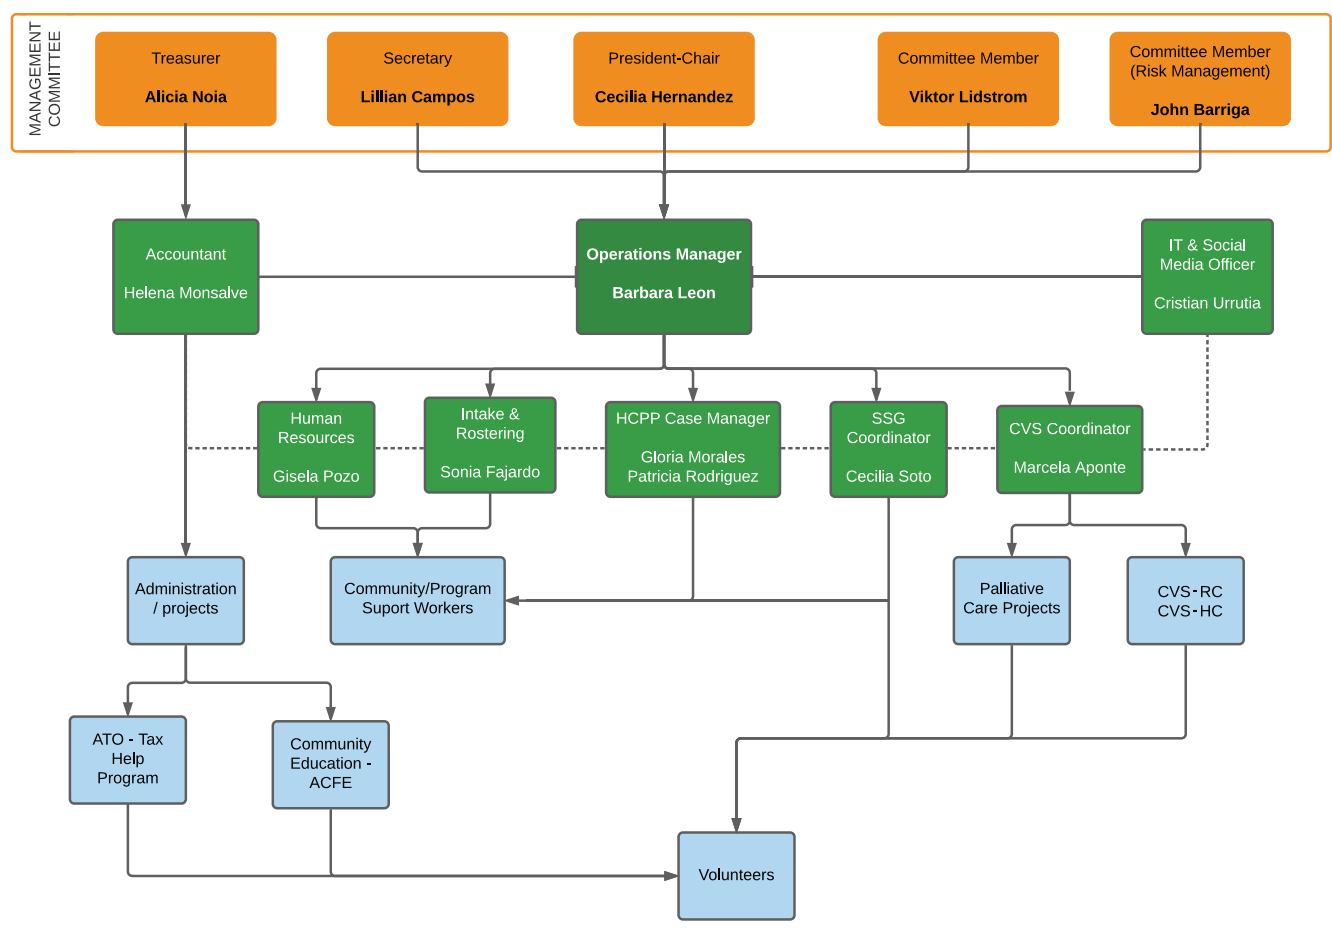 MANAGEMENT
COMMITTEE
Treasurer
Alicia Noia
Secretary
Lillian Campos
President-Chair
Cecilia Hernandez
Committee Member
Viktor Lidstrom
Committee Member
(Risk Management)
John Barriga
Accountant
Helena Monsalve
Operations Manager
Barbara Leon
IT & Social
Media Officer
Cristian Urrutia
Human
Resources
Gisela Pozo
Intake &
Rostering
Sonia Fajardo
HCPP Case Manager
Gloria Morales
Patricia Rodriguez
SSG
Coordinator
Cecilia Soto
CVS Coordinator
Marcela Aponte
Administration
/ projects
Community/Program
Suport Workers
Palliative
Care Projects
CVS-RC
CVS-HC
ATO - Tax
Help
Program
Community
Education -
ACFE
Volunteers